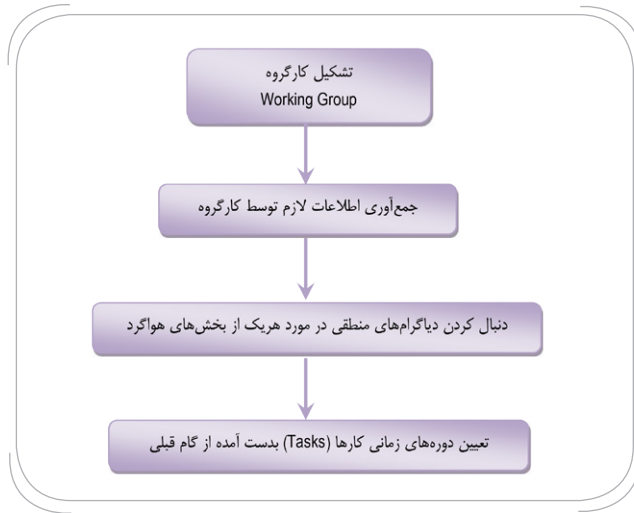 تشکیل کارگروه
Working Group
جمع‌آوری اطلاعات لازم توسط کارگروه
دنبال کردن دیاگرام‌های منطقی در مورد هریک از بخش‌های هواگرد
تعیین دوره‌های زمانی کارها (Tasks) بدست آمده از گام قبلی